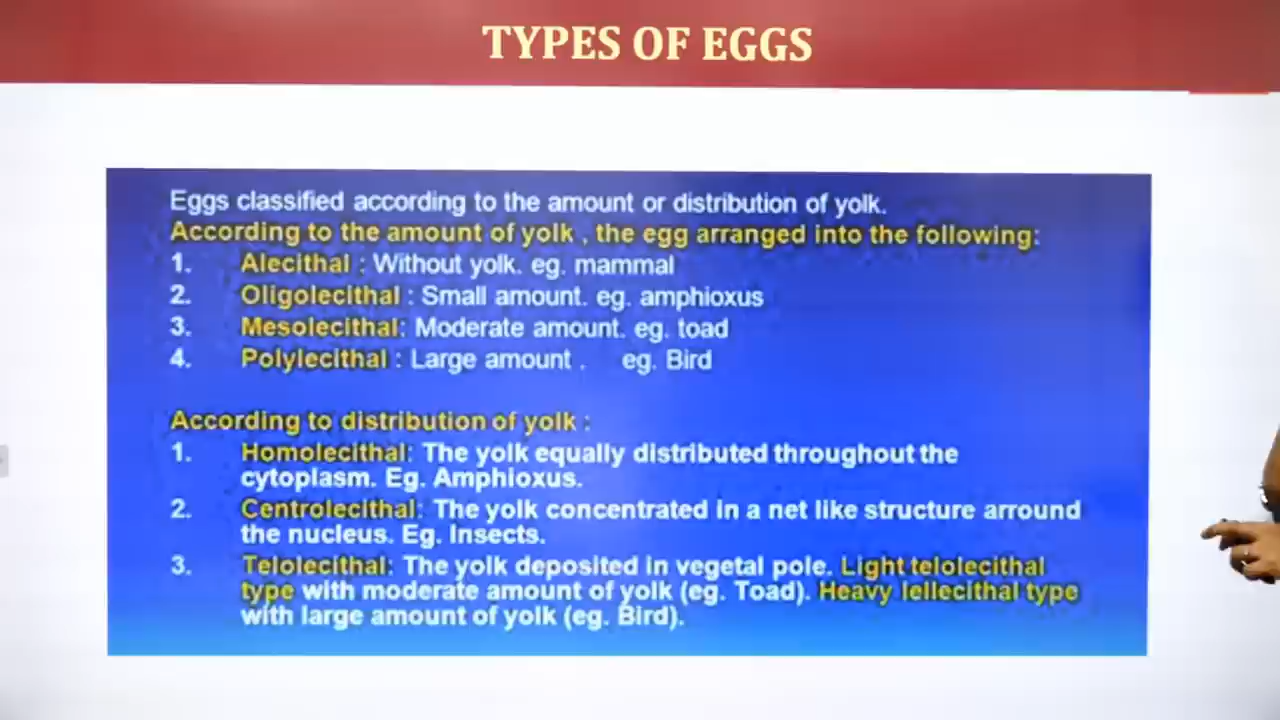 TYPES OF EGGS
Eggs classified according to the amount or distribution of yolk.
According to the amount of yolk , the egg arranged into the following:
1. Alecithal : Without yolk. eg. mammal
2. Oligolecithal : Small amount. eg. amphioxus
3. Mesolecithal: Moderate amount. eg. toad
4. Polylecithal : Large amount . eg. Bird
According to distribution of yolk :
1. Homolecithal: The yolk equally distributed throughout the
cytoplasm. Eg. Amphioxus.
2. Centrolecithal: The yolk concentrated in a net like structure arround
the nucleus. Eg. Insects.
3. Telolecithal: The yolk deposited in vegetal pole. Light telolecithal
type with moderate amount of yolk (eg. Toad). Heavy lellecithal type
with large amount of yolk (eg. Bird).